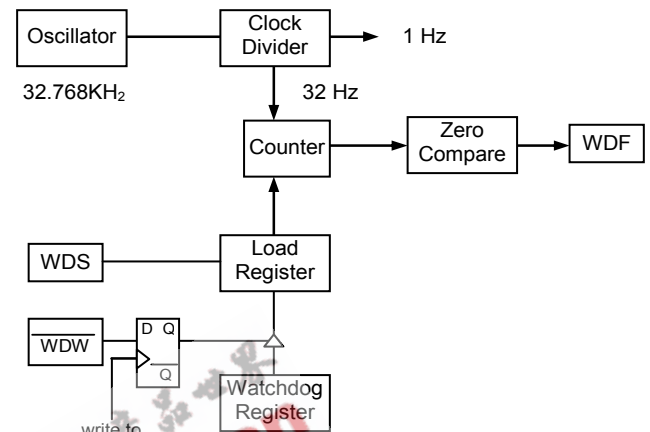 Oscillator
Clock
Divider
1 Hz
32.768KH₂
32 Hz
Counter
Zero
Compare
WDF
WDS
Load
Register
WDW
D Q
Q
Watchdog
Register
write to